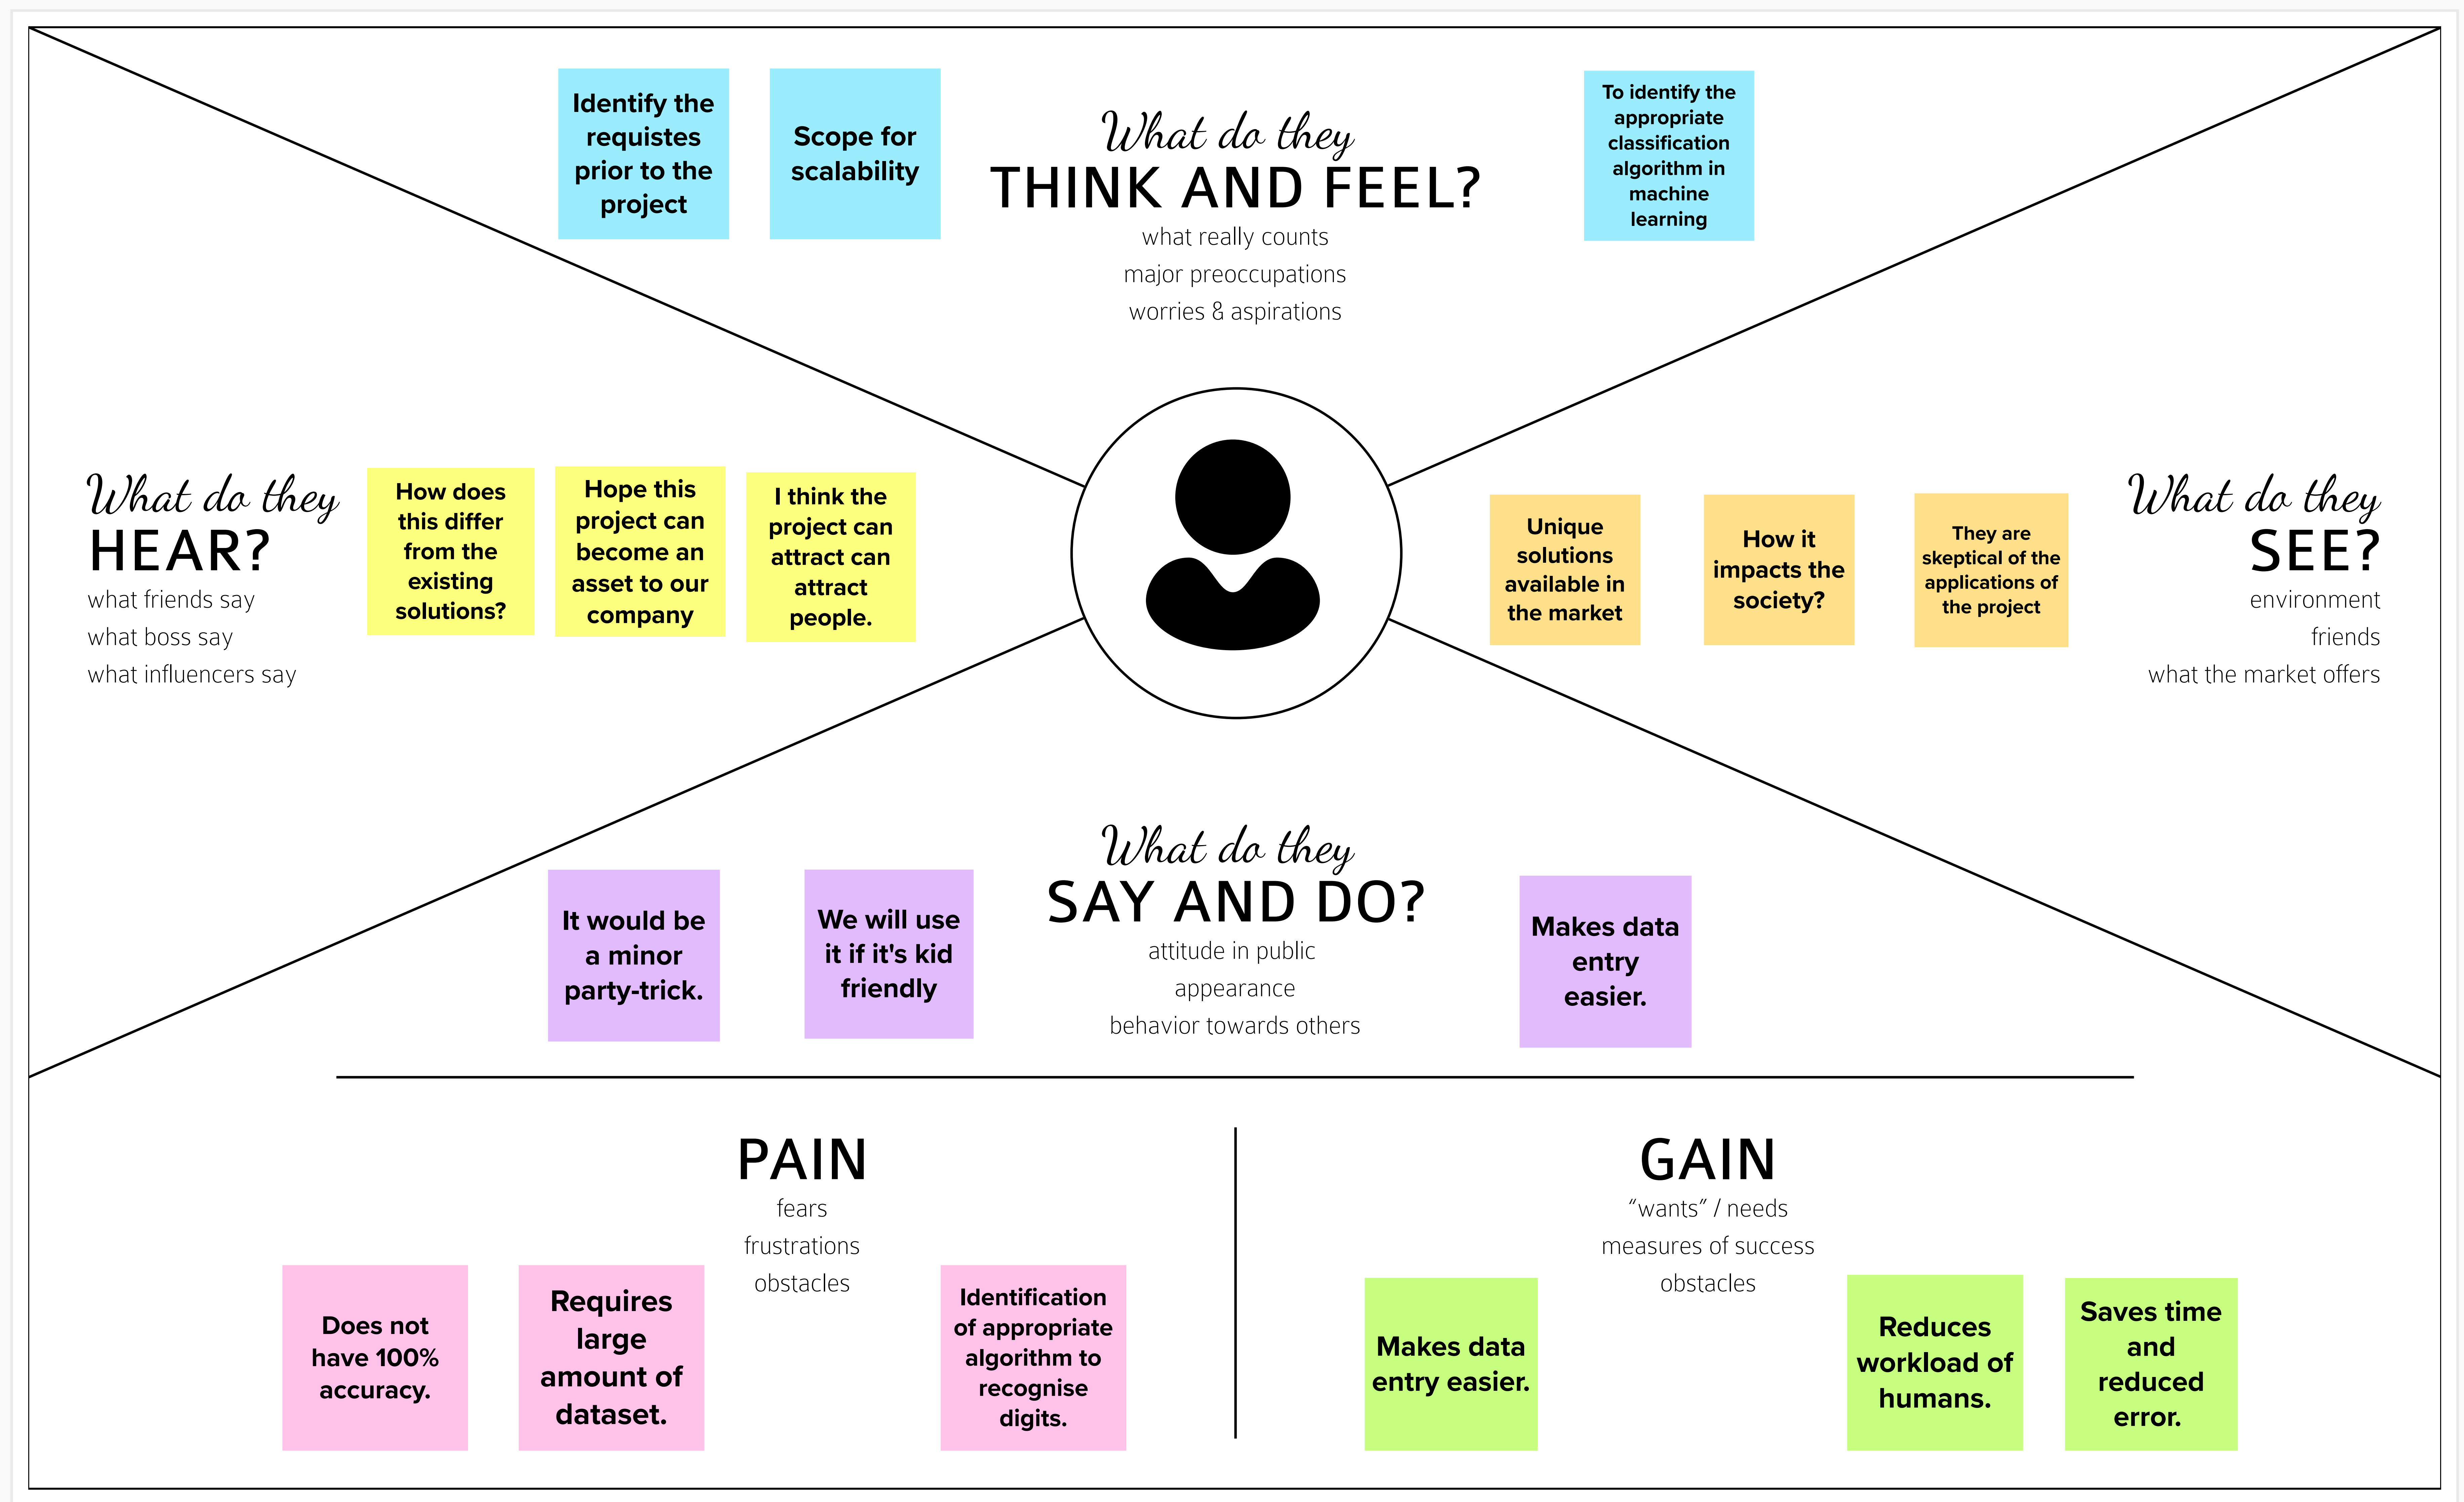 Identify the
requistes
prior to the
project
Scope for
scalability
What do they
THINK AND FEEL?
what really counts
major preoccupations
worries & aspirations
To identify the
appropriate
classification
algorithm in
machine
learning
What do they
HEAR?
what friends say
what boss say
what influencers say
How does
this differ
from the
existing
solutions?
Hope this
project can
become an
asset to our
company
I think the
project can
attract can
attract
people.
Unique
solutions
available in
the market
How it
impacts the
society?
They are
skeptical of the
applications of
the project
What do they
SEE?
environment
friends
what the market offers
It would be
a minor
party-trick.
We will use
it if it's kid
friendly
What do they
SAY AND DO?
attitude in public
appearance
behavior towards others
Makes data
entry
easier.
PAIN
fears
frustrations
obstacles
Does not
have 100%
accuracy.
Requires
large
amount of
dataset.
Identification
of appropriate
algorithm to
recognise
digits.
GAIN
“wants” / needs
measures of success
obstacles
Makes data
entry easier.
Reduces
workload of
humans.
Saves time
and
reduced
error.